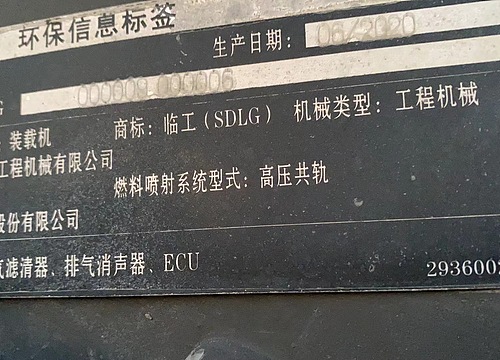 环保信息标签
生产日期: 06/2020
G 000009 000006
装载机 商标: 临工(SDLG) 机械类型: 工程机械
工程机械有限公司
燃料喷射系统型式: 高压共轨
股份有限公司
气滤清器、排气消声器、ECU 293600